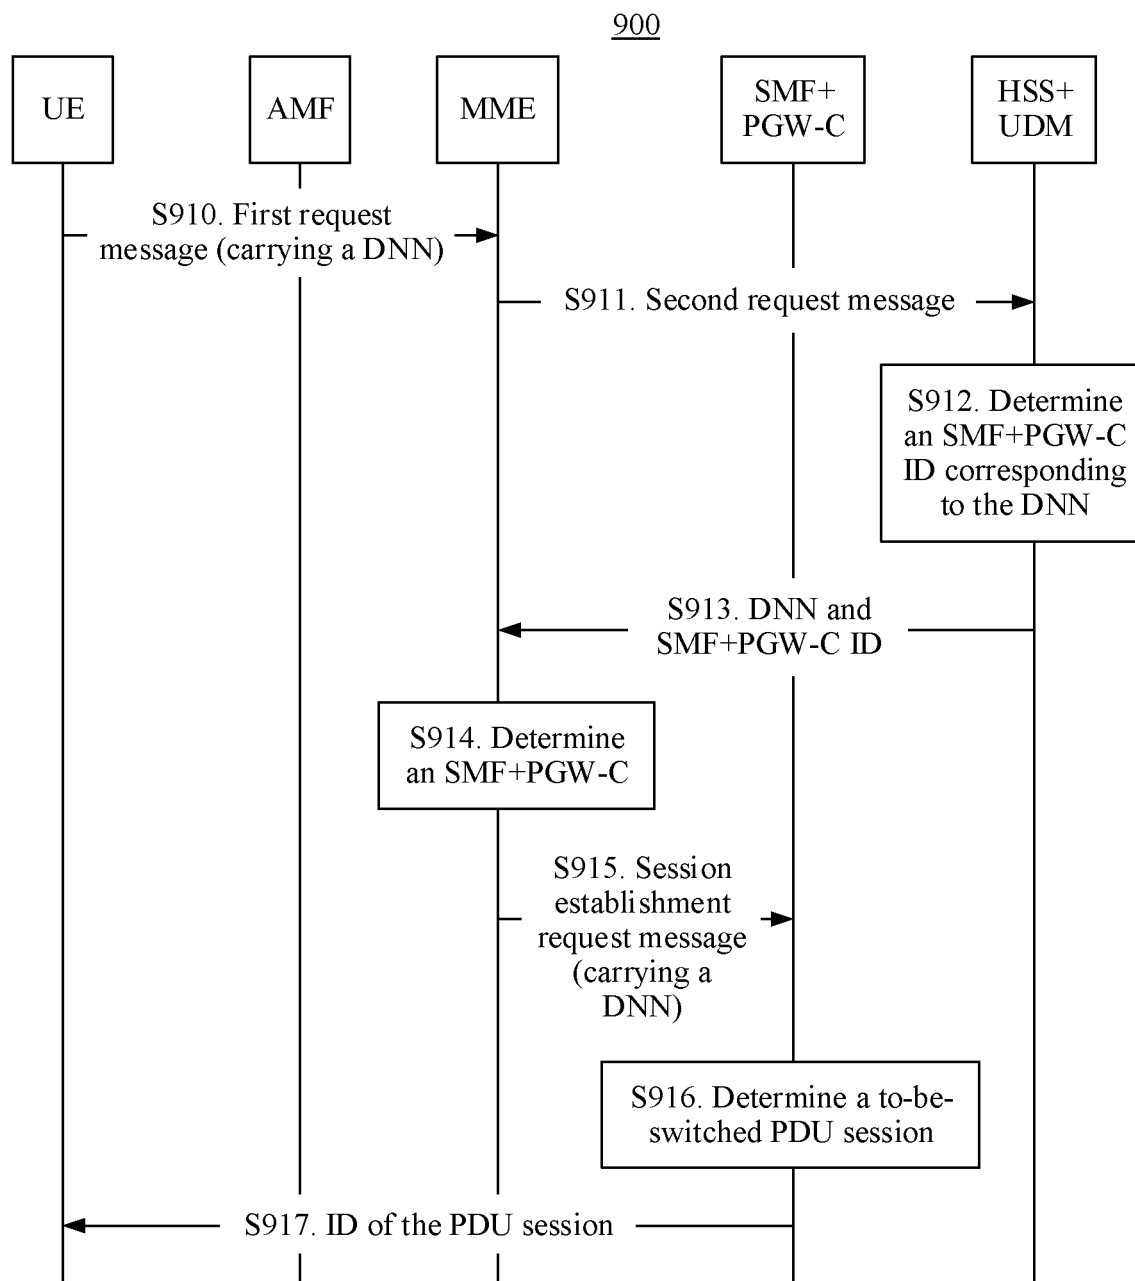 900
UE
AMF
MME
SMF+
PGW-C
HSS+
UDM
S910. First request
message (carrying a DNN)
S911. Second request message
S912. Determine
an SMF+PGW-C
ID corresponding
to the DNN
S913. DNN and
SMF+PGW-C ID
S914. Determine
an SMF+PGW-C
S915. Session
establishment
request message
(carrying a
DNN)
S916. Determine a to-be-
switched PDU session
S917. ID of the PDU session